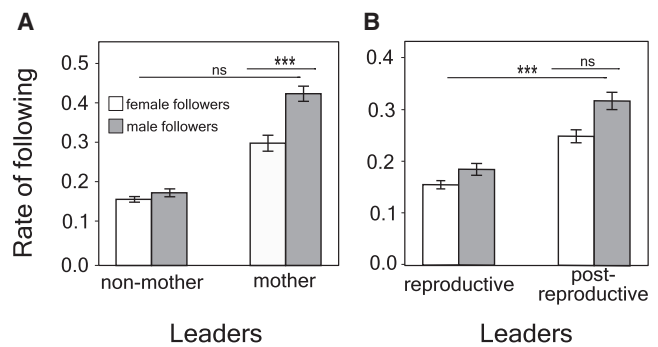 A
B
Rate of following
0.5
0.4
0.3
0.2
0.1
0.0
ns
***
female followers
male followers
non-mother
mother
Leaders
0.4
0.3
0.2
0.1
0.0
***
ns
reproductive
post-
reproductive
Leaders